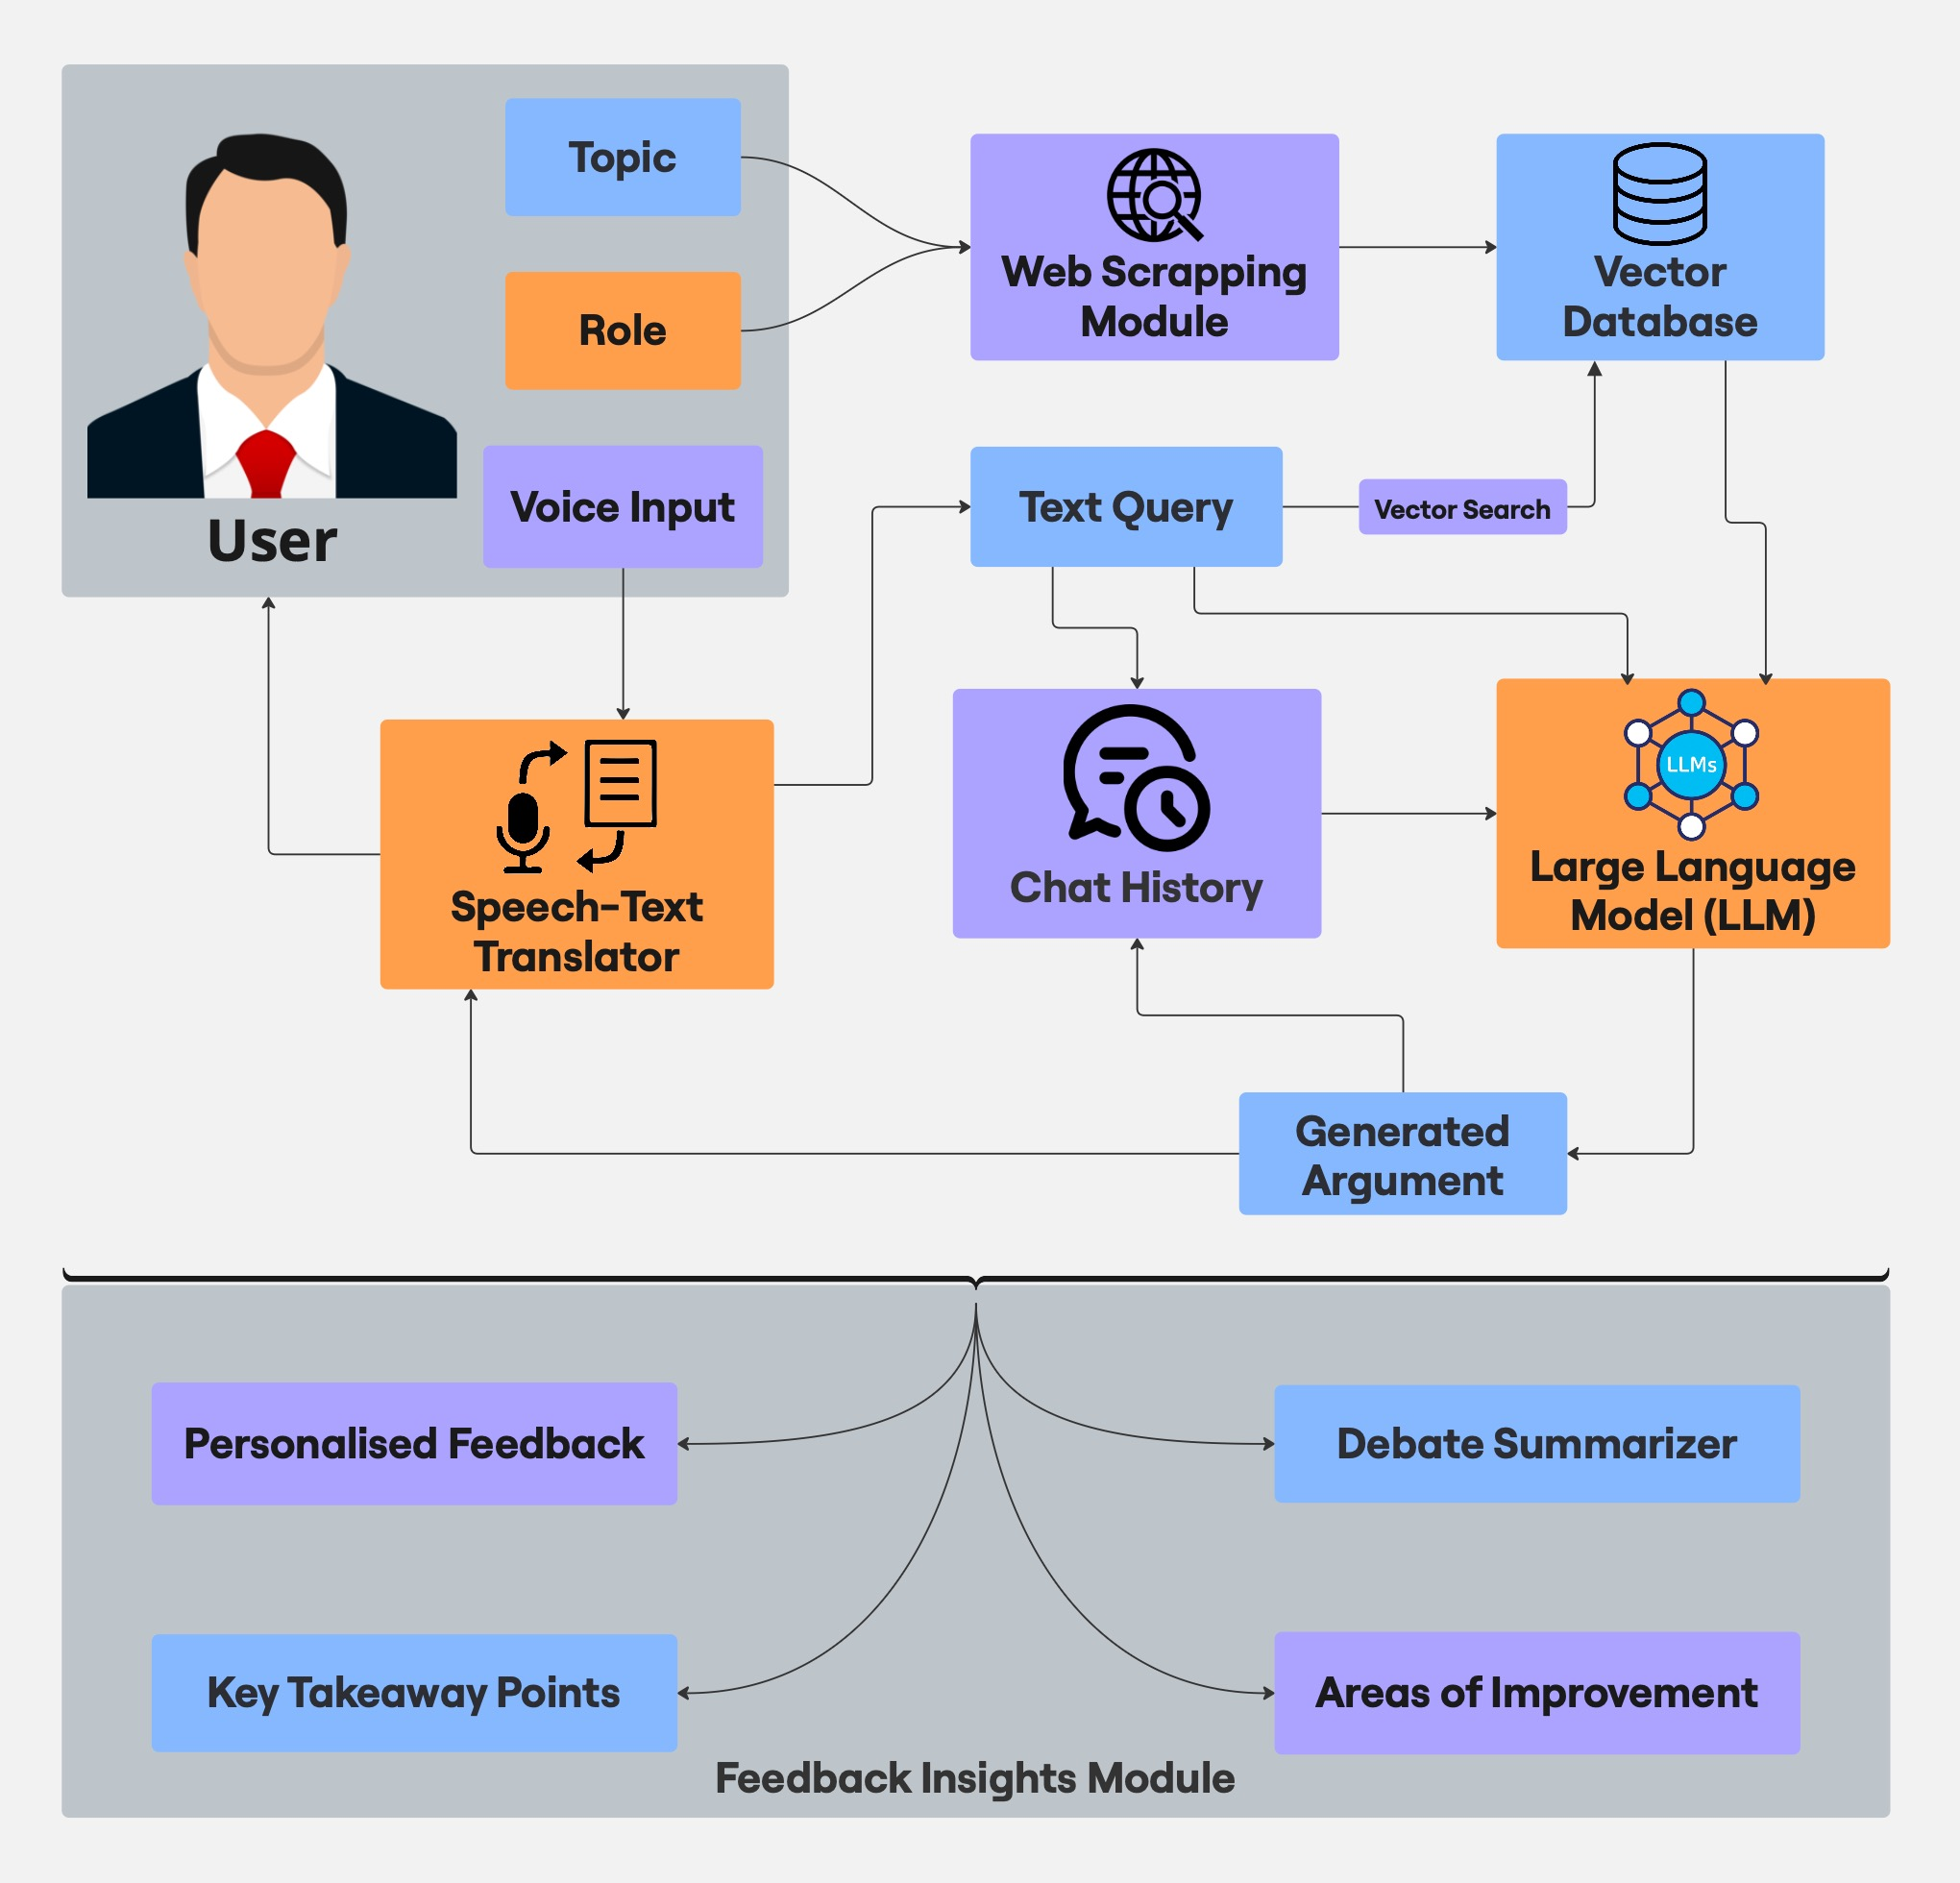 Topic
Role
Voice Input
User
Web Scrapping
Module
Vector
Database
Text Query
Vector Search
Speech-Text
Translator
Chat History
LLMs
Large Language
Model (LLM)
Generated
Argument
Personalised Feedback
Debate Summarizer
Key Takeaway Points
Areas of Improvement
Feedback Insights Module